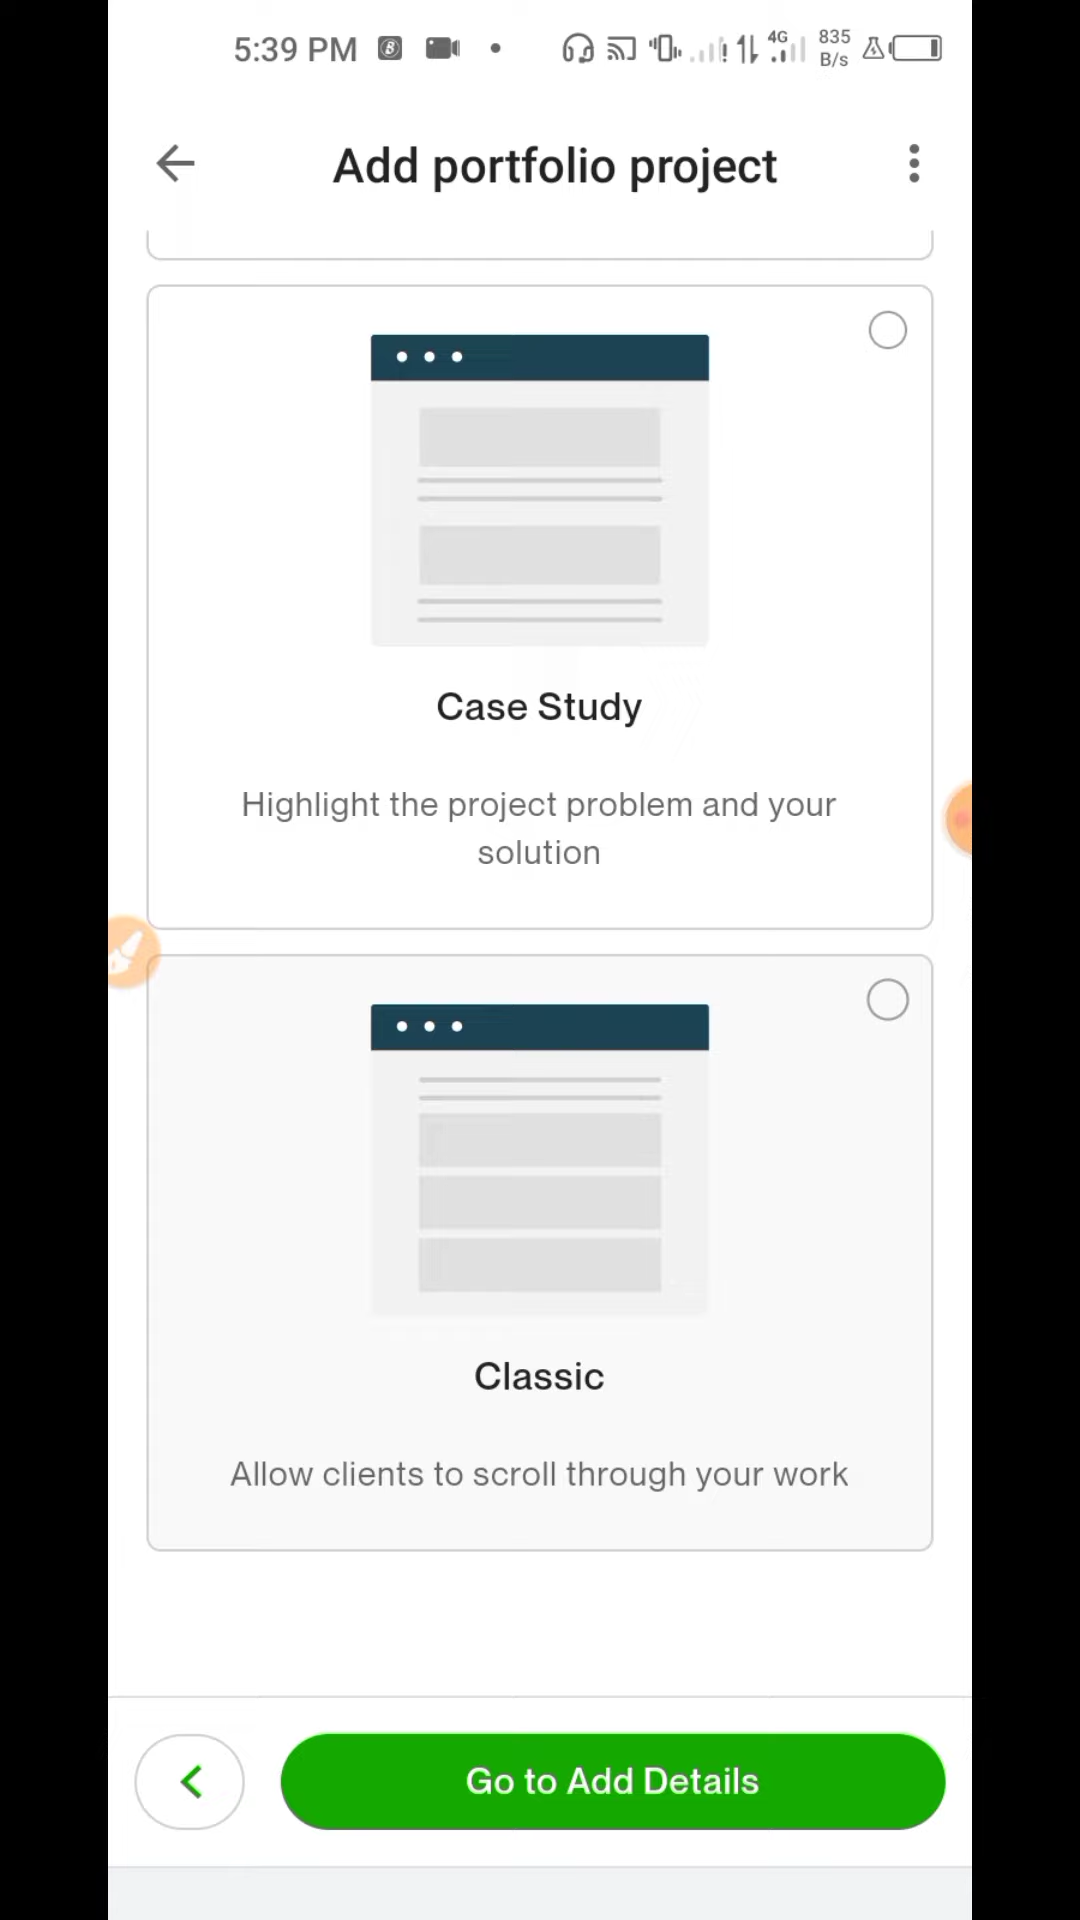 5:39 PM 4G 835 B/s
Add portfolio project
Case Study
Highlight the project problem and your
solution
Classic
Allow clients to scroll through your work
Go to Add Details